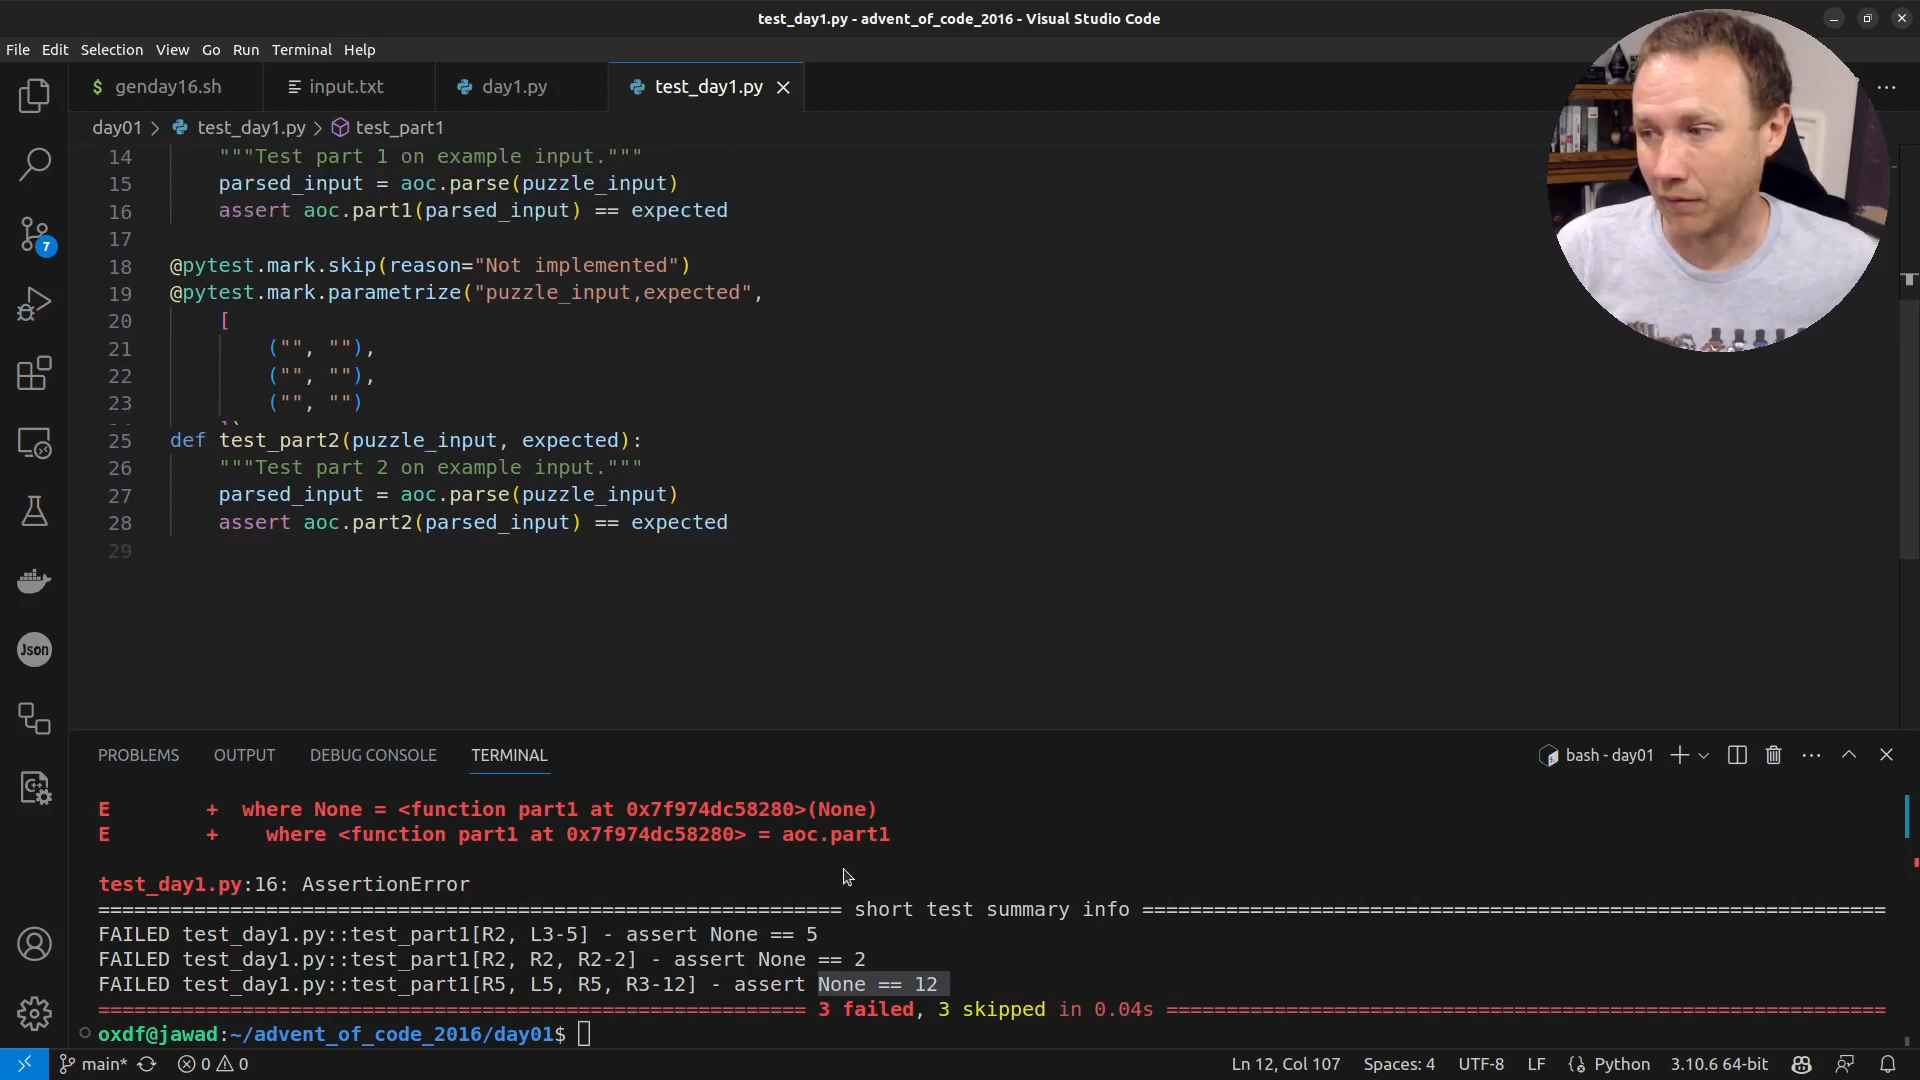 test_day1.py - advent_of_code_2016 - Visual Studio Code
File Edit Selection View Go Run Terminal Help
$ genday16.sh input.txt day1.py test_day1.py
day01 > test_day1.py > test_part1
14 """Test part 1 on example input."""
15 parsed_input = aoc.parse(puzzle_input)
16 assert aoc.part1(parsed_input) == expected
17
18 @pytest.mark.skip(reason="Not implemented")
19 @pytest.mark.parametrize("puzzle_input,expected",
20 [
21 ("", ""),
22 ("", ""),
23 ("", "")
25 def test_part2(puzzle_input, expected):
26 """Test part 2 on example input."""
27 parsed_input = aoc.parse(puzzle_input)
28 assert aoc.part2(parsed_input) == expected
29
7
Json
PROBLEMS OUTPUT DEBUG CONSOLE TERMINAL bash - day01
E + where None = <function part1 at 0x7f974dc58280>(None)
E + where <function part1 at 0x7f974dc58280> = aoc.part1
test_day1.py:16: AssertionError
short test summary info
FAILED test_day1.py::test_part1[R2, L3-5] - assert None == 5
FAILED test_day1.py::test_part1[R2, R2, R2-2] - assert None == 2
FAILED test_day1.py::test_part1[R5, L5, R5, R3-12] - assert None == 12
3 failed, 3 skipped in 0.04s
oxdf@jawad:~/advent_of_code_2016/day01$
main* 0 0 Ln 12, Col 107 Spaces: 4 UTF-8 LF {} Python 3.10.6 64-bit